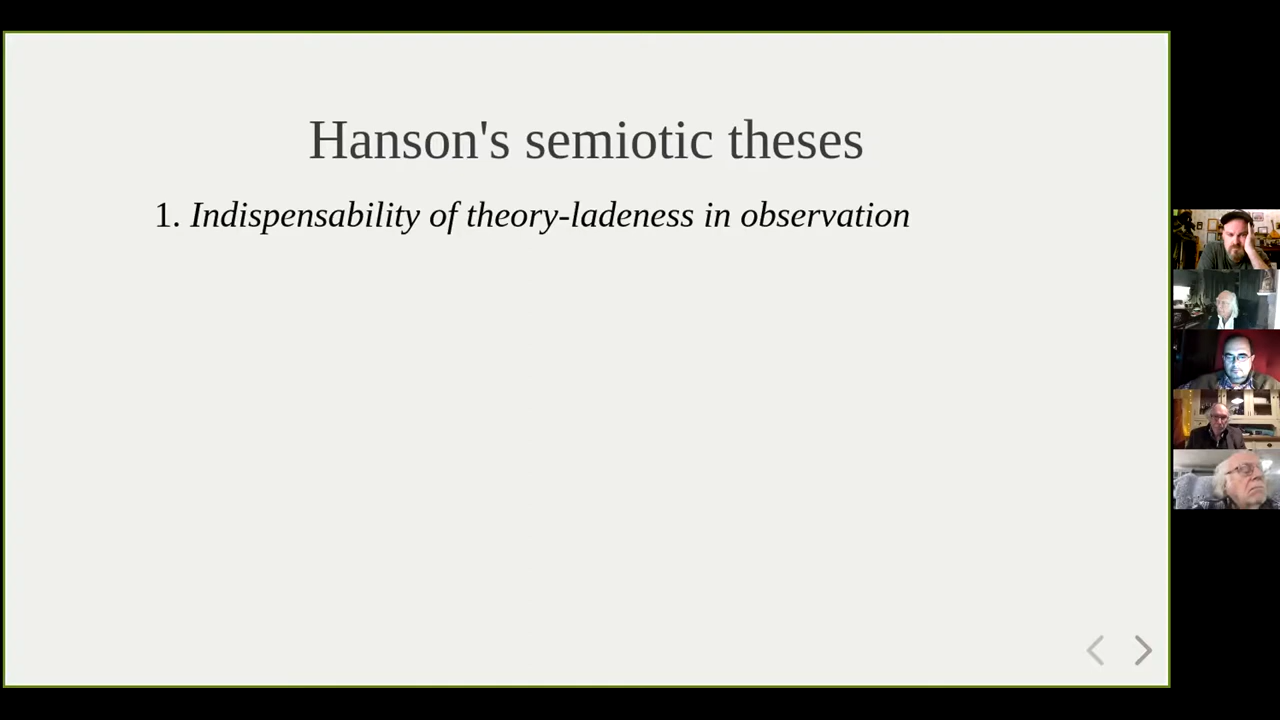 Hanson's semiotic theses
1. Indispensability of theory-ladeness in observation